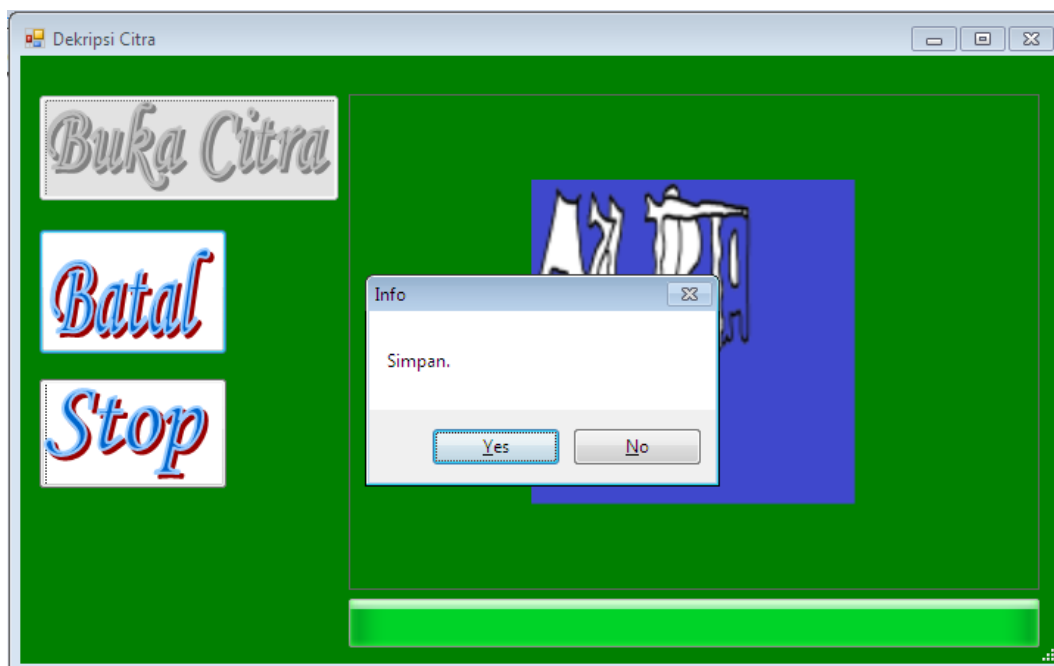 Dekripsi Citra
Buka Citra
Batal
Stop
Info
Simpan.
Yes
No